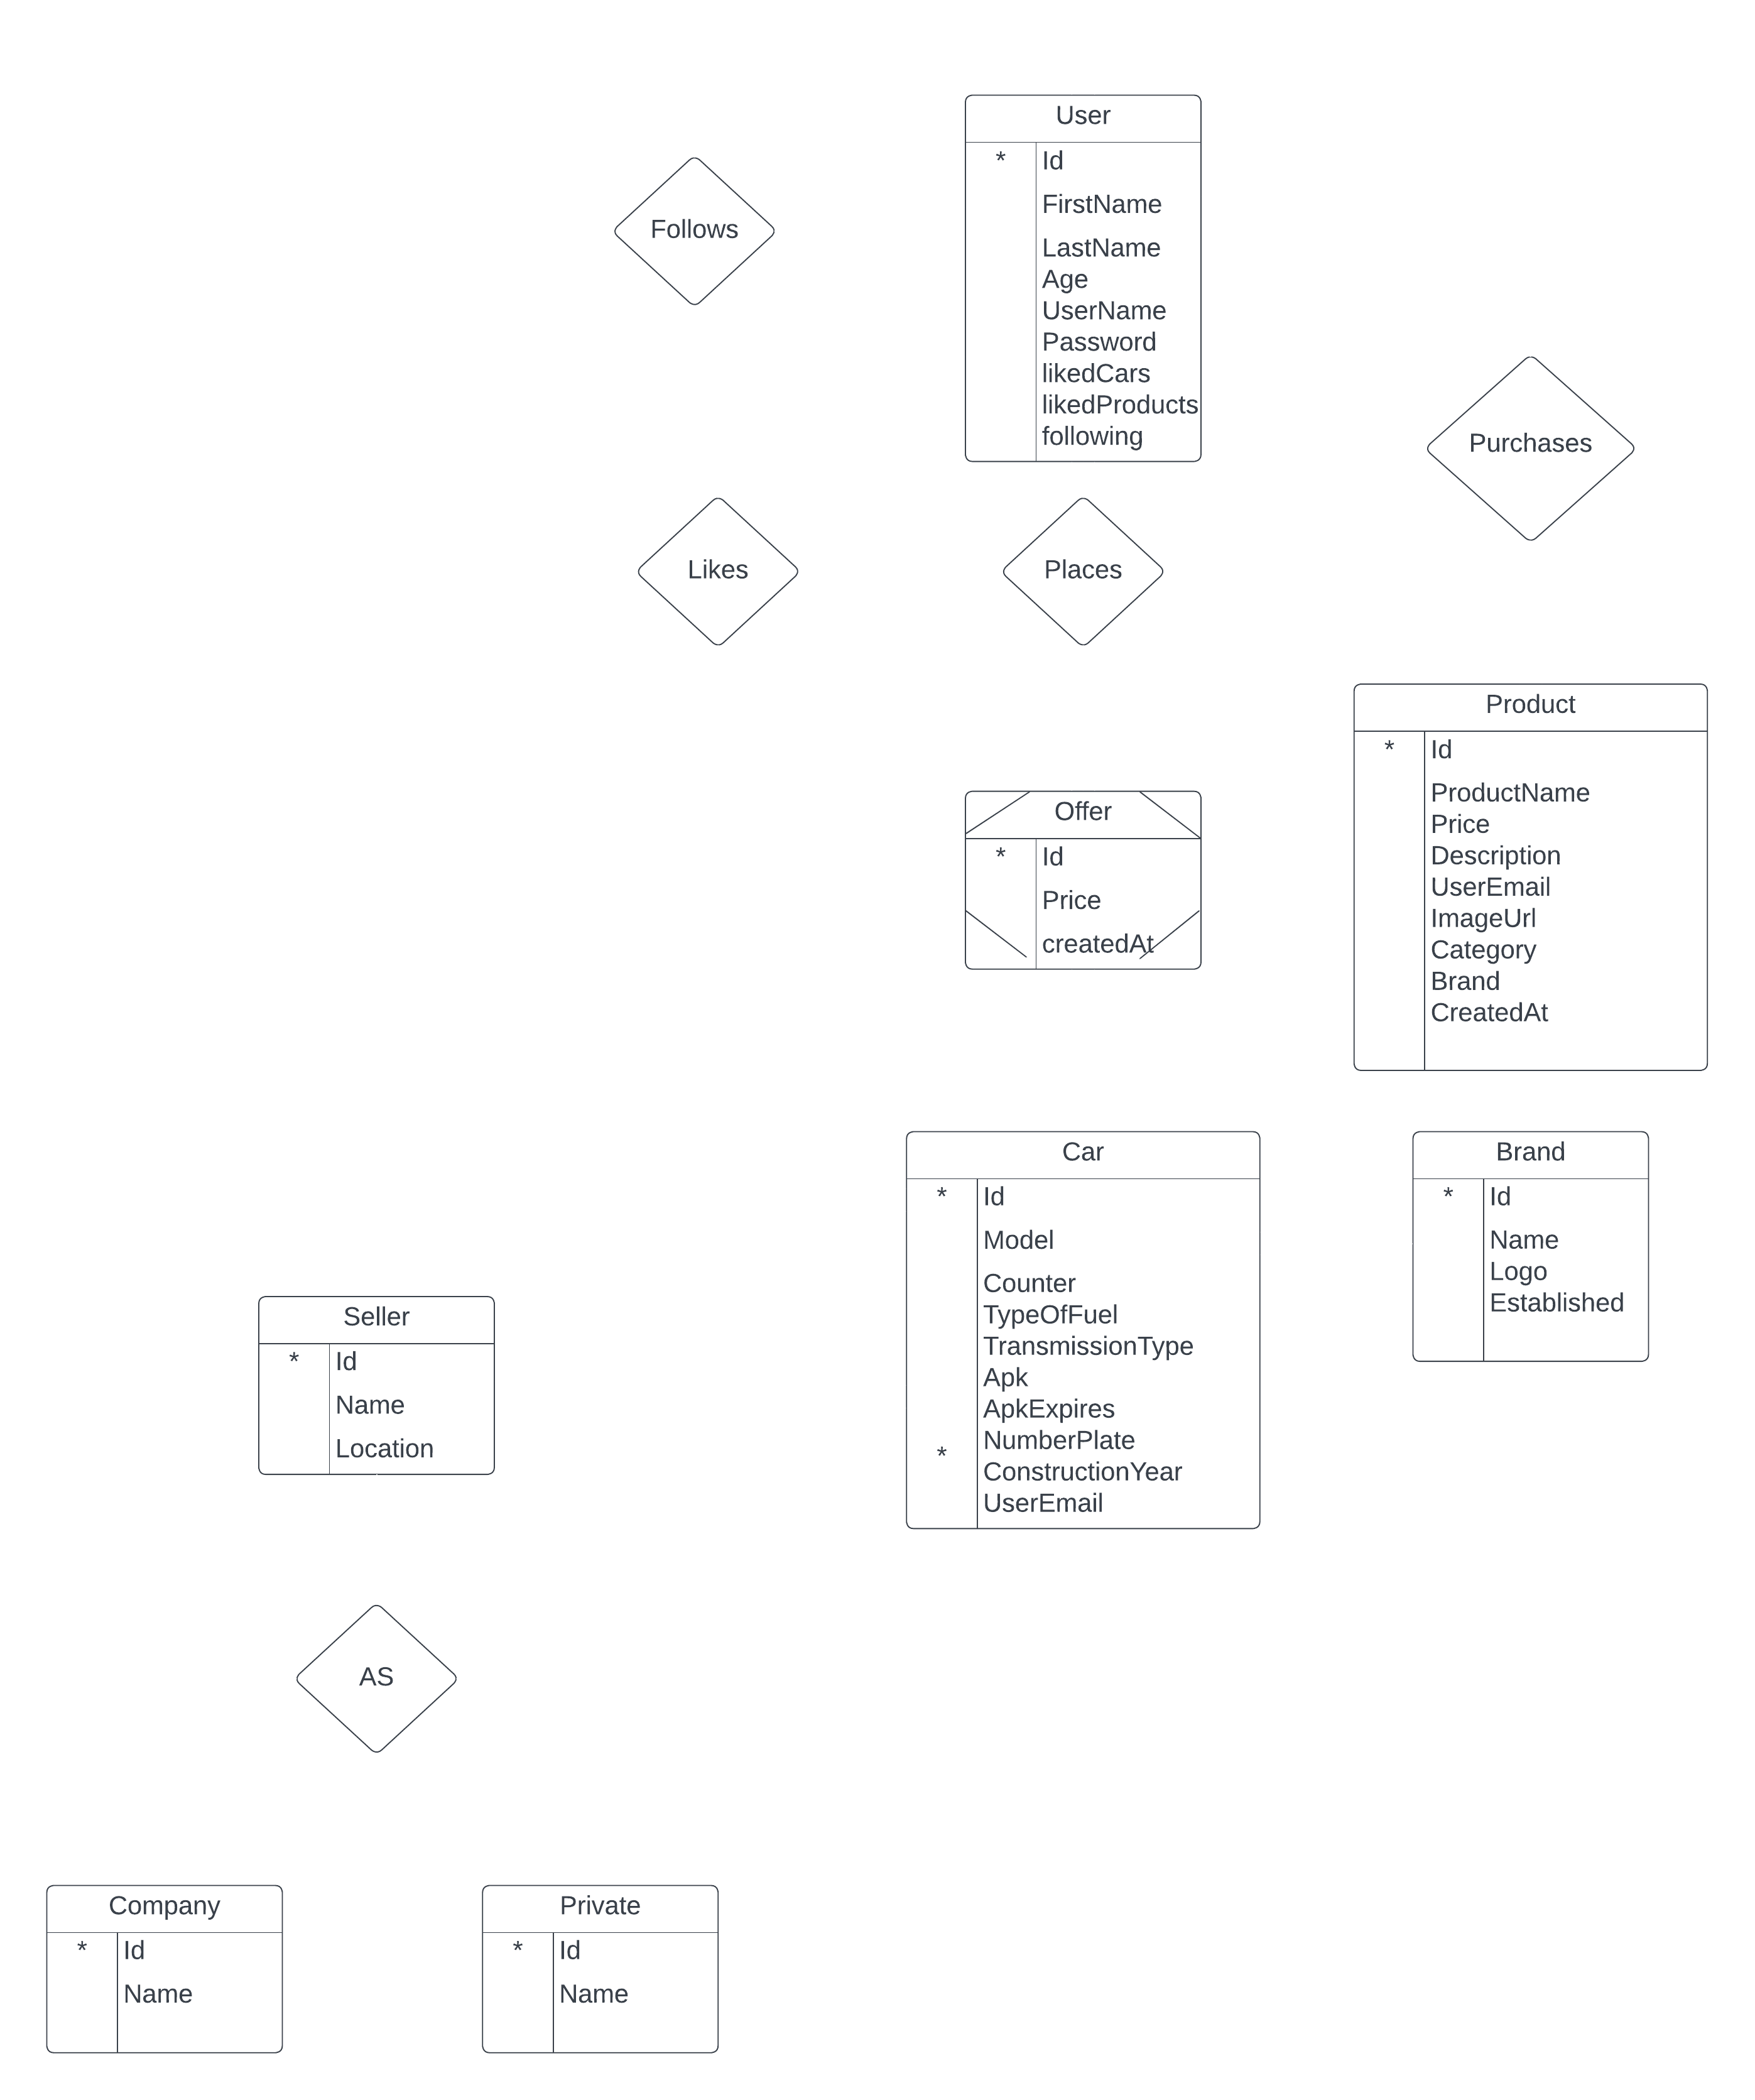 User
* Id
FirstName
LastName
Age
UserName
Password
likedCars
likedProducts
following
Follows
Purchases
Likes
Places
Product
* Id
ProductName
Price
Description
UserEmail
ImageUrl
Category
Brand
CreatedAt
Offer
* Id
Price
createdAt
Car
* Id
Model
Counter
TypeOfFuel
TransmissionType
Apk
ApkExpires
NumberPlate
*
ConstructionYear
UserEmail
Brand
* Id
Name
Logo
Established
Seller
* Id
Name
Location
AS
Company
* Id
Name
Private
* Id
Name